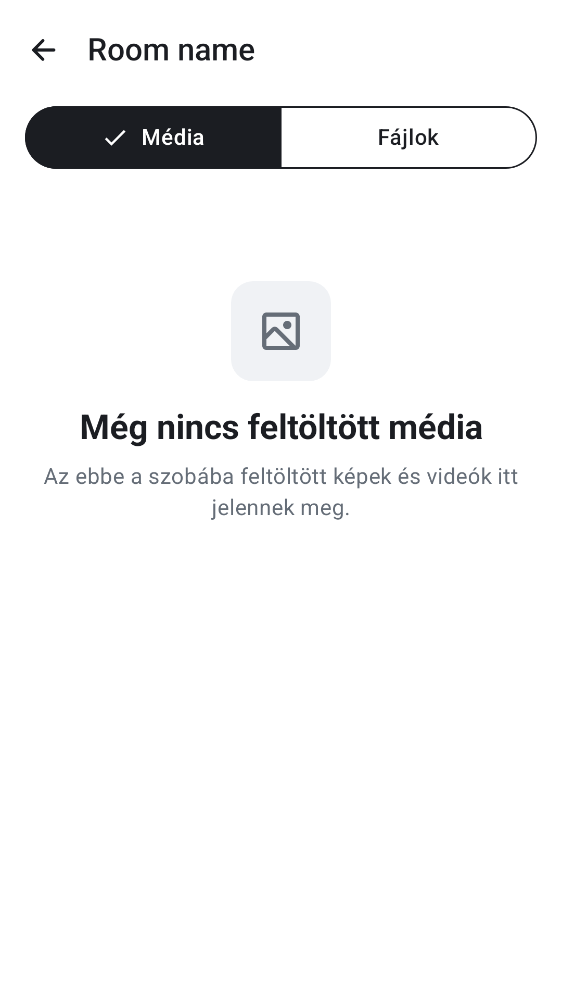 Room name
Média
Fájlok
Még nincs feltöltött média
Az ebbe a szobába feltöltött képek és videók itt
jelennek meg.